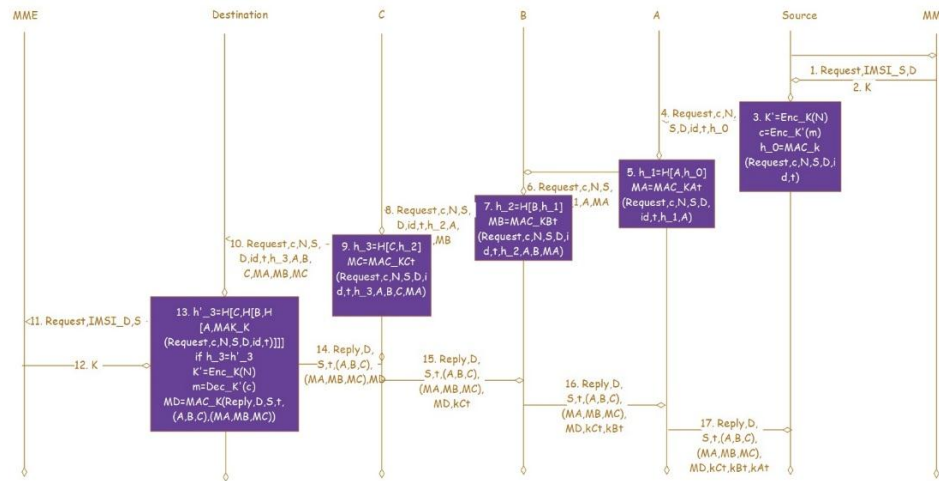 MME
Destination
C
B
A
Source
MM
1. Request,IMSI_S,D
2. K
3. K'=Enc_K(N)
c=Enc_K'(m)
h_0=MAC_k
(Request,c,N,S,D,i
d,t)
4. Request,c,N,
S,D,id,t,h_0
5. h_1=H[A,h_0]
MA=MAC_KAt
(Request,c,N,S,D,
id,t,h_1,A)
6. Request,c,N,S
1,A,MA
7. h_2=H[B,h_1]
MB=MAC_KBt
(Request,c,N,S,D,i
d,t,h_2,A,B,MA)
8. Request,c,N,S,
D,id,t,h_2,A,
,MB
9. h_3=H[C,h_2]
MC=MAC_KCt
(Request,c,N,S,D,i
d,t,h_3,A,B,C,MA)
10. Request,c,N,S,
D,id,t,h_3,A,B,
C,MA,MB,MC
11. Request,IMSI_D,S
12. K
13. h'_3=H[C,H[B,H
[A,MAK_K
(Request,c,N,S,D,id,t)]]]
if h_3=h'_3
K'=Enc_K(N)
m=Dec_K'(c)
MD=MAC_K(Reply,D,S,t,
(A,B,C),(MA,MB,MC))
14. Reply,D,
S,t,(A,B,C),
(MA,MB,MC),MD
15. Reply,D,
S,t,(A,B,C),
(MA,MB,MC),
MD,kCt
16. Reply,D,
S,t,(A,B,C),
(MA,MB,MC),
MD,kCt,kBt
17. Reply,D,
S,t,(A,B,C),
(MA,MB,MC),
MD,kCt,kBt,kAt